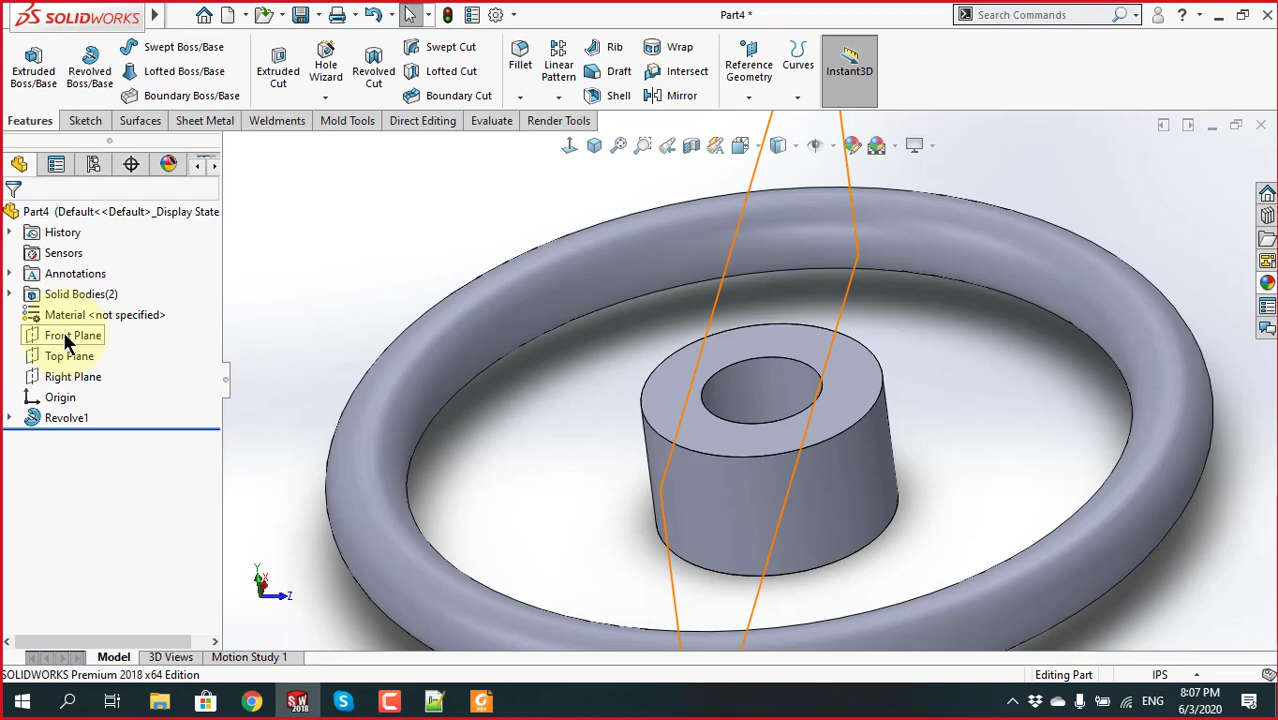 SOLIDWORKS
Part4 *
Search Commands
?
Extruded Boss/Base
Revolved Boss/Base
Swept Boss/Base
Lofted Boss/Base
Boundary Boss/Base
Extruded Cut
Hole Wizard
Revolved Cut
Swept Cut
Lofted Cut
Boundary Cut
Fillet
Linear Pattern
Rib
Draft
Shell
Wrap
Intersect
Mirror
Reference Geometry
Curves
Instant3D
Features Sketch Surfaces Sheet Metal Weldments Mold Tools Direct Editing Evaluate Render Tools
Part4 (Default<<Default>_Display State
History
Sensors
Annotations
Solid Bodies(2)
Material <not specified>
Front Plane
Top Plane
Right Plane
Origin
Revolve1
Y
X
Z
Model 3D Views Motion Study 1
SOLIDWORKS Premium 2018 x64 Edition
Editing Part
IPS
SW
2018
ENG
8:07 PM
6/3/2020